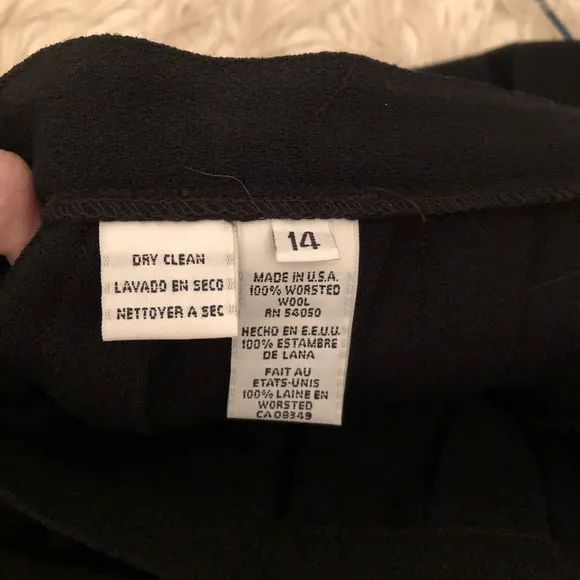 DRY CLEAN
LAVADO EN SECO
NETTOYER A SEC
14
MADE IN U.S.A.
100% WORSTED
WOOL
RN 54050
HECHO EN E.E.U.U.
100% ESTAMBRE
DE LANA
FAIT AU
ETATS-UNIS
100% LAINE EN
WORSTED
CA 08349